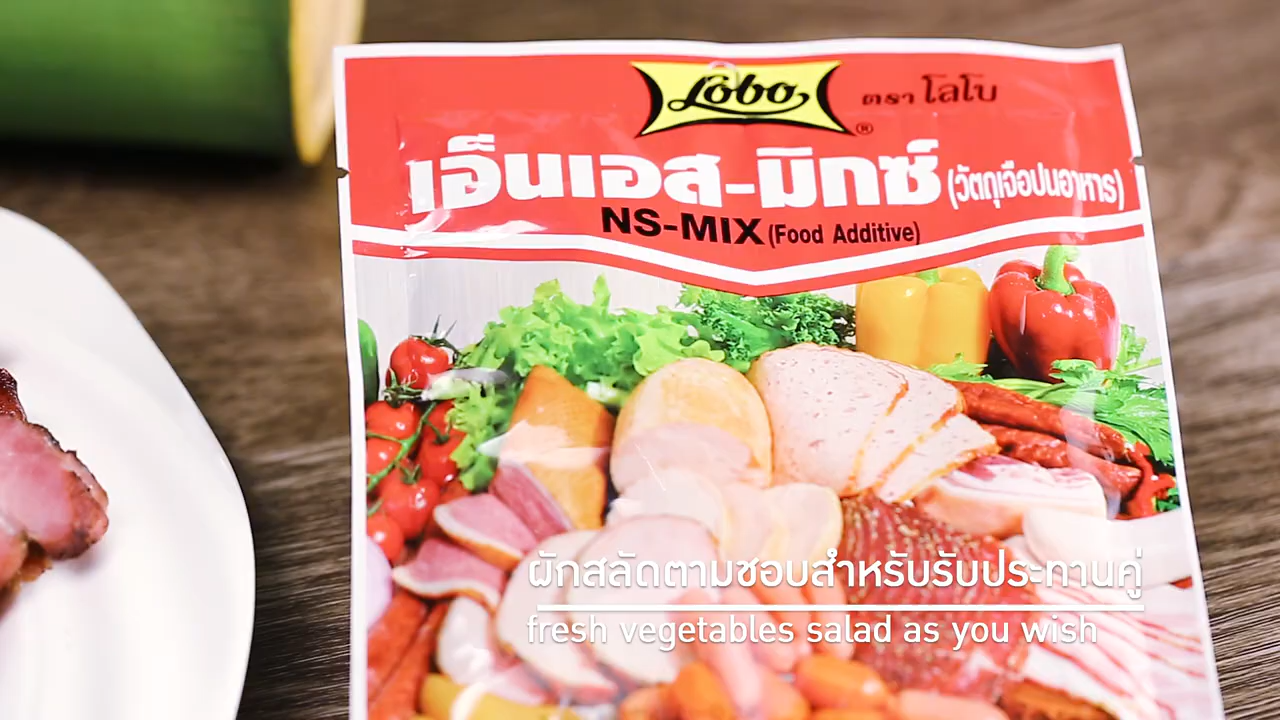 Lobo ตรา โลโบ
®
เอ็นเอส-มิกซ์ (วัตถุเจือปนอาหาร)
NS-MIX (Food Additive)
ผักสลัดตามชอบสำหรับรับประทานคู่
fresh vegetables salad as you wish